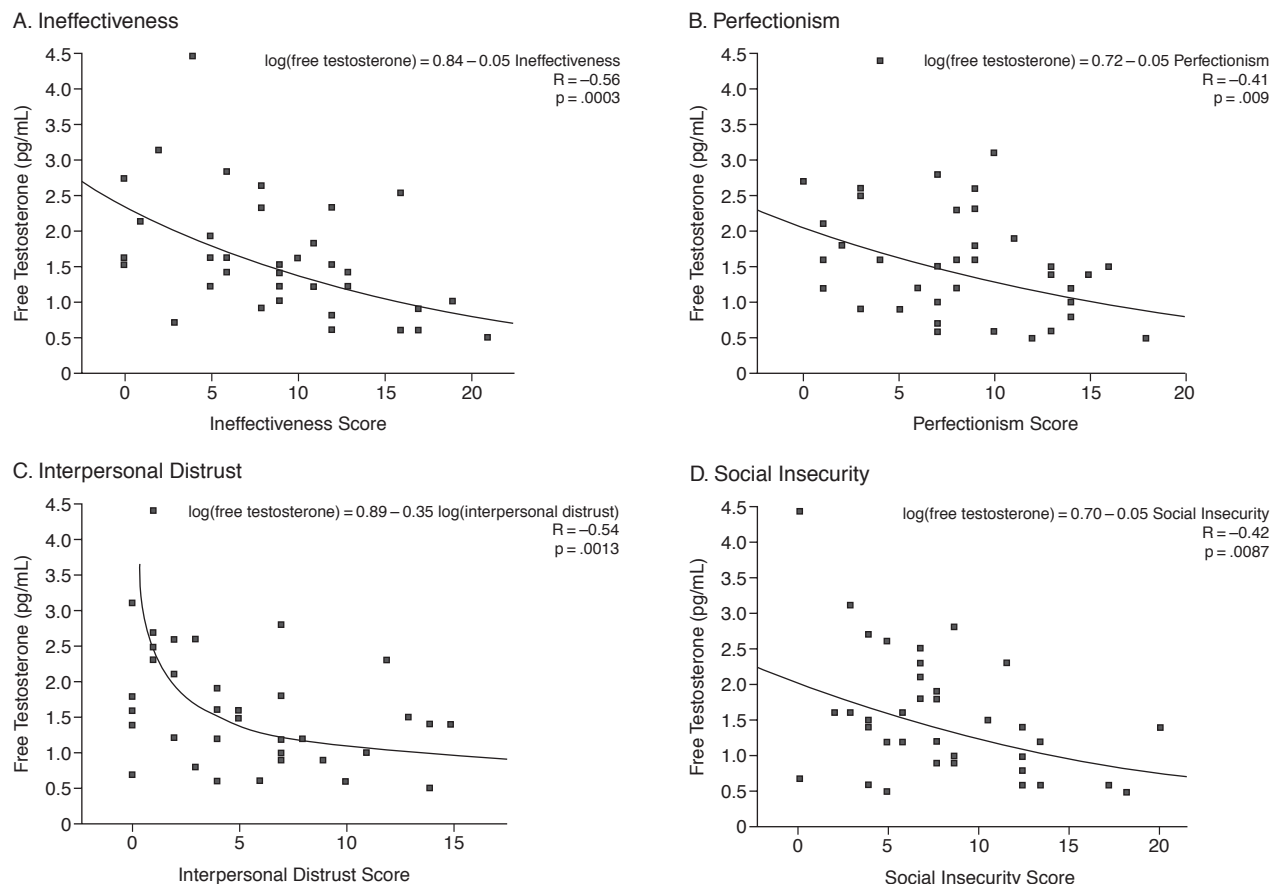 A. Ineffectiveness
log(free testosterone) = 0.84 – 0.05 Ineffectiveness
R = –0.56
p = .0003
4.5
4.0
3.5
3.0
2.5
2.0
1.5
1.0
0.5
0
Free Testosterone (pg/mL)
0 5 10 15 20
Ineffectiveness Score
B. Perfectionism
log(free testosterone) = 0.72 – 0.05 Perfectionism
R = –0.41
p = .009
4.5
4.0
3.5
3.0
2.5
2.0
1.5
1.0
0.5
0
Free Testosterone (pg/mL)
0 5 10 15 20
Perfectionism Score
C. Interpersonal Distrust
log(free testosterone) = 0.89 – 0.35 log(interpersonal distrust)
R = –0.54
p = .0013
4.5
4.0
3.5
3.0
2.5
2.0
1.5
1.0
0.5
0
Free Testosterone (pg/mL)
0 5 10 15
Interpersonal Distrust Score
D. Social Insecurity
log(free testosterone) = 0.70 – 0.05 Social Insecurity
R = –0.42
p = .0087
4.5
4.0
3.5
3.0
2.5
2.0
1.5
1.0
0.5
0
Free Testosterone (pg/mL)
0 5 10 15 20
Social Insecurity Score